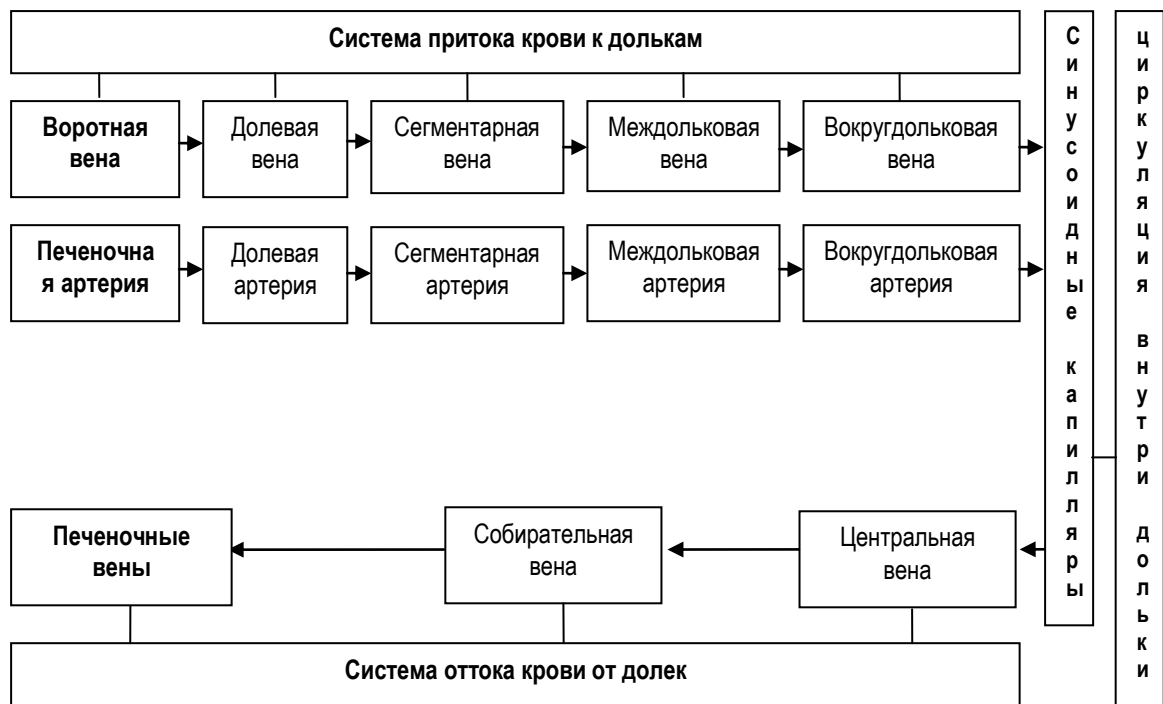 Система притока крови к долькам
Воротная
вена
Долевая
вена
Сегментарная
вена
Междольковая
вена
Вокругдольковая
вена
Печеночна
я артерия
Долевая
артерия
Сегментарная
артерия
Междольковая
артерия
Вокругдольковая
артерия
Синусоидные капилляры
циркуляция внутри дольки
Печеночные
вены
Собирательная
вена
Центральная
вена
Система оттока крови от долек